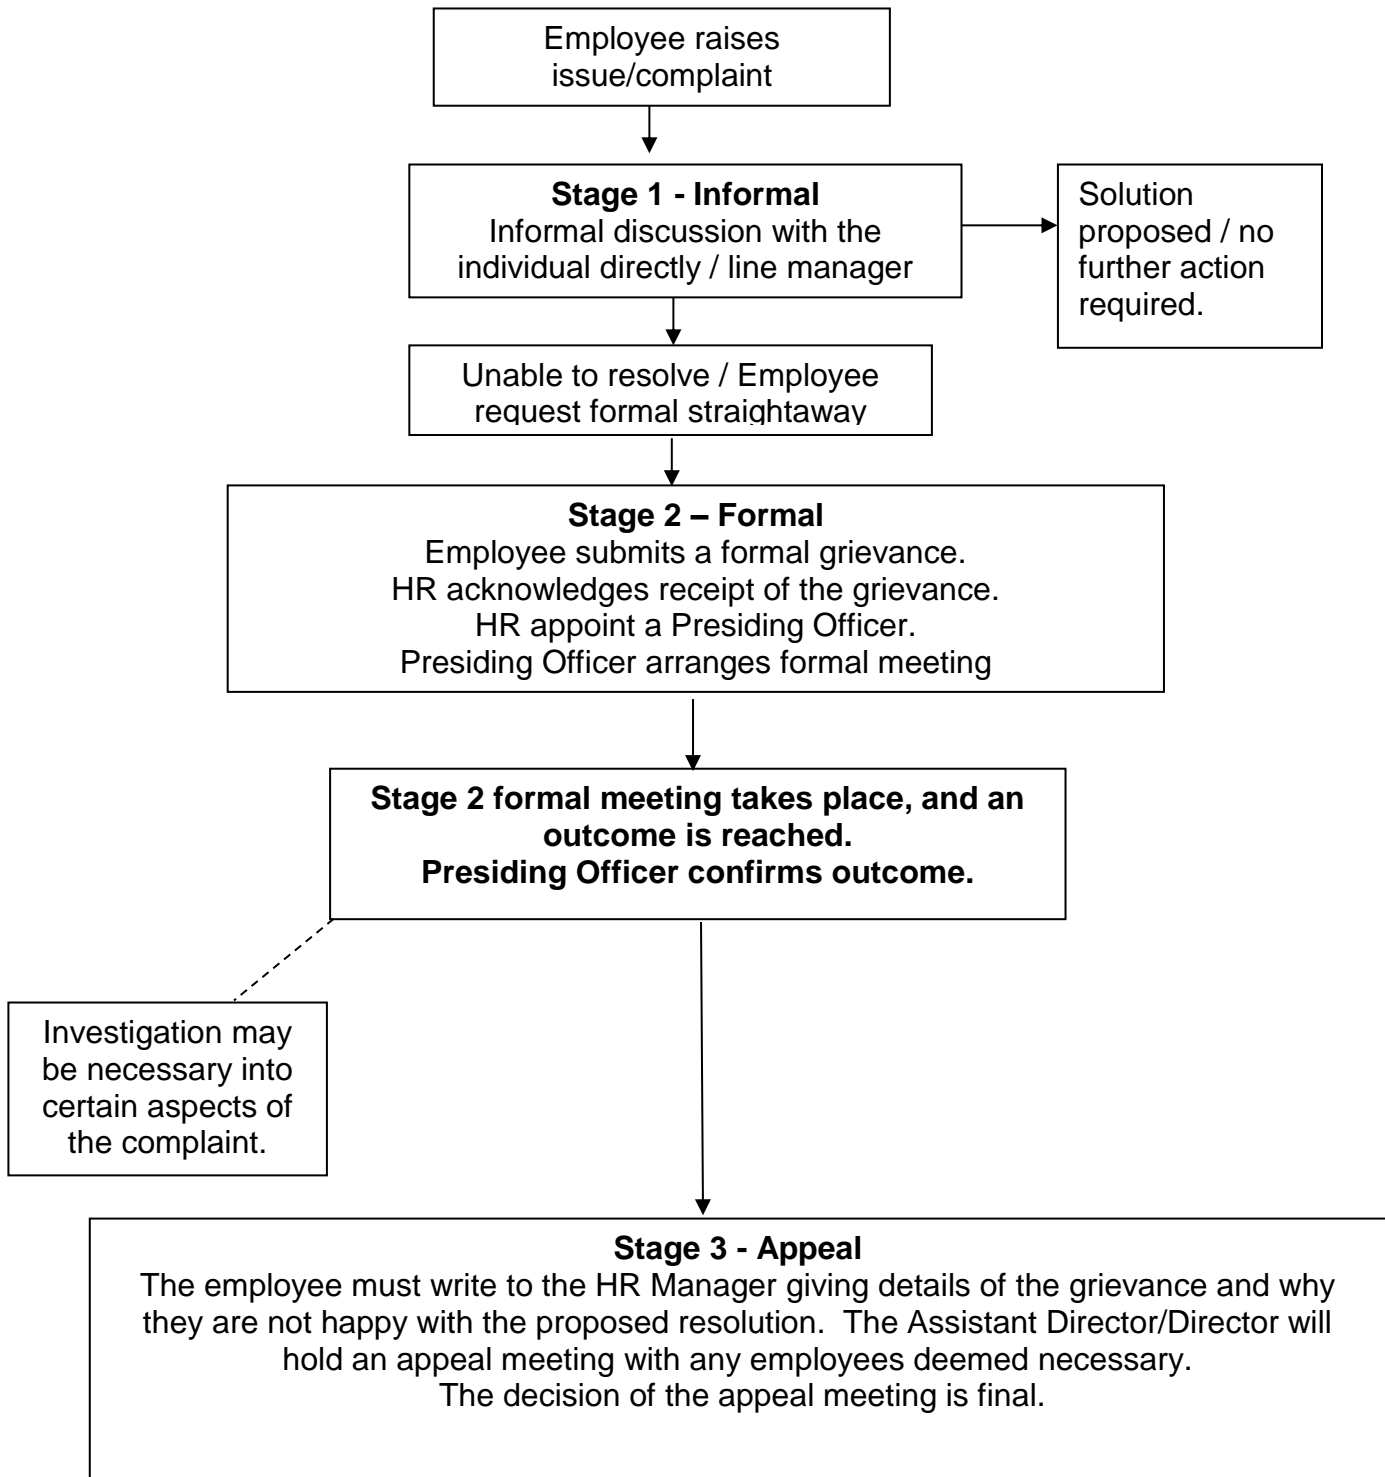 Employee raises
issue/complaint
Stage 1 - Informal
Informal discussion with the
individual directly / line manager
Solution
proposed / no
further action
required.
Unable to resolve / Employee
request formal straightaway
Stage 2 – Formal
Employee submits a formal grievance.
HR acknowledges receipt of the grievance.
HR appoint a Presiding Officer.
Presiding Officer arranges formal meeting
Stage 2 formal meeting takes place, and an
outcome is reached.
Presiding Officer confirms outcome.
Investigation may
be necessary into
certain aspects of
the complaint.
Stage 3 - Appeal
The employee must write to the HR Manager giving details of the grievance and why
they are not happy with the proposed resolution.  The Assistant Director/Director will
hold an appeal meeting with any employees deemed necessary.
The decision of the appeal meeting is final.